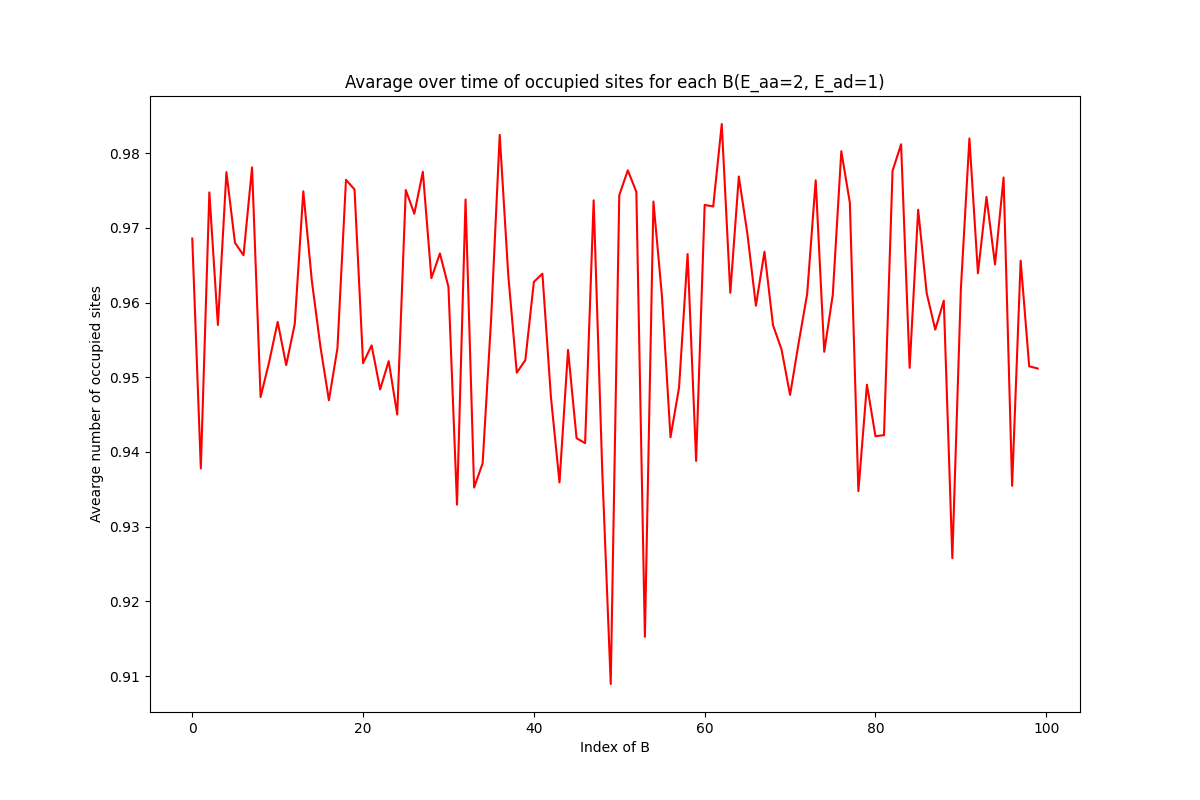 Avarage over time of occupied sites for each B(E_aa=2, E_ad=1)
Avearge number of occupied sites
0.98
0.97
0.96
0.95
0.94
0.93
0.92
0.91
0 20 40 60 80 100
Index of B